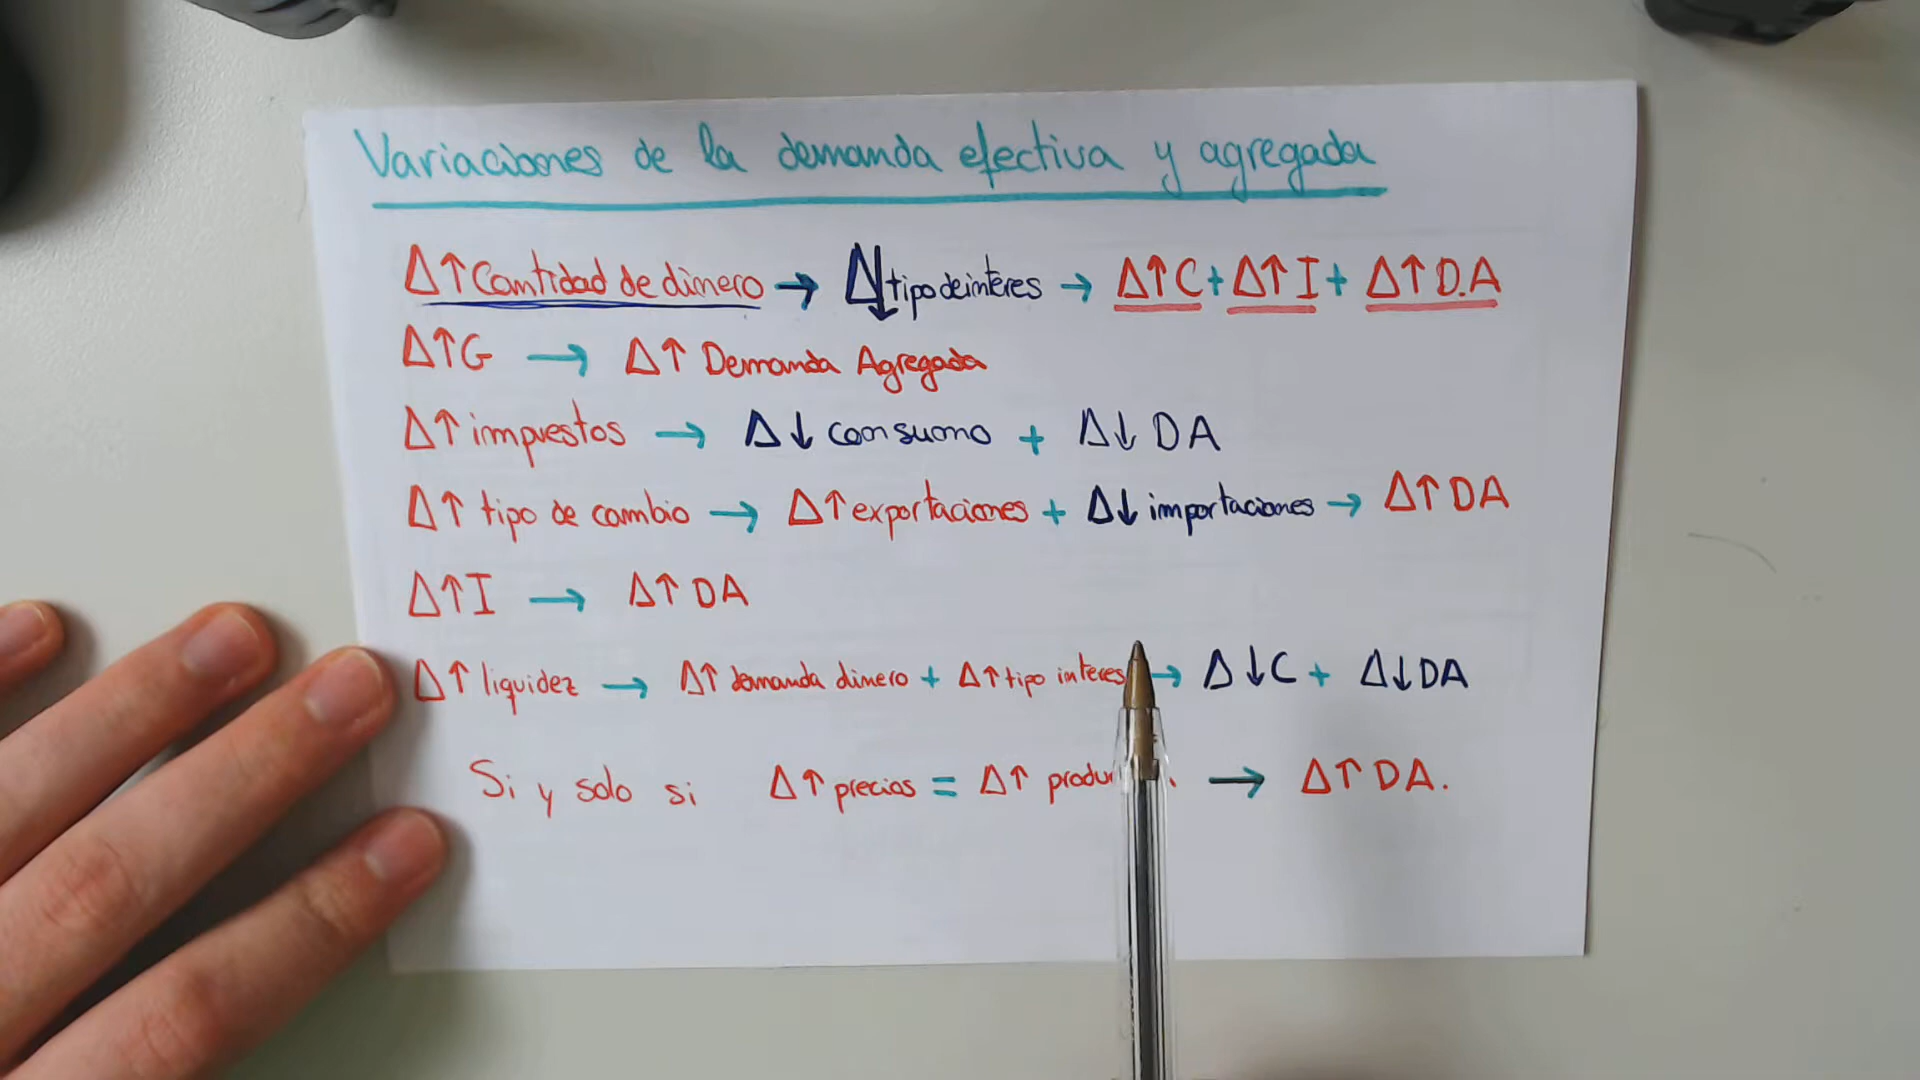 Variaciones de la demanda efectiva y agregada
Δ↑ Cantidad de dinero → Δ↓ tipo de interes → Δ↑C + Δ↑I + Δ↑D.A
Δ↑G → Δ↑ Demanda Agregada
Δ↑ impuestos → Δ↓ consumo + Δ↓ DA
Δ↑ tipo de cambio → Δ↑ exportaciones + Δ↓ importaciones → Δ↑ DA
Δ↑I → Δ↑ DA
Δ↑ liquidez → Δ↑ demanda dinero + Δ↑ tipo interes → Δ↓C + Δ↓DA
Si y solo si Δ↑ precios = Δ↑ → Δ↑ DA.